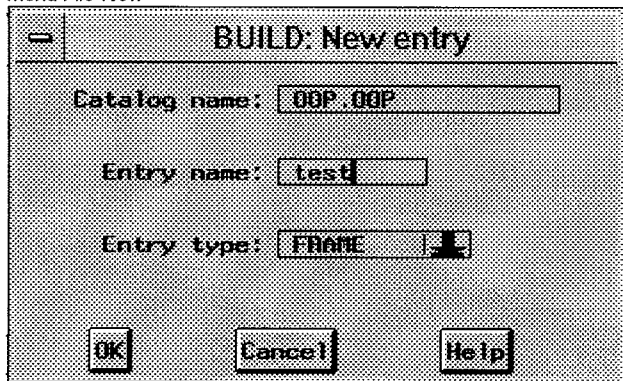 BUILD: New entry
Catalog name: OOP.OOP
Entry name: test
Entry type: FRAME
OK Cancel Help